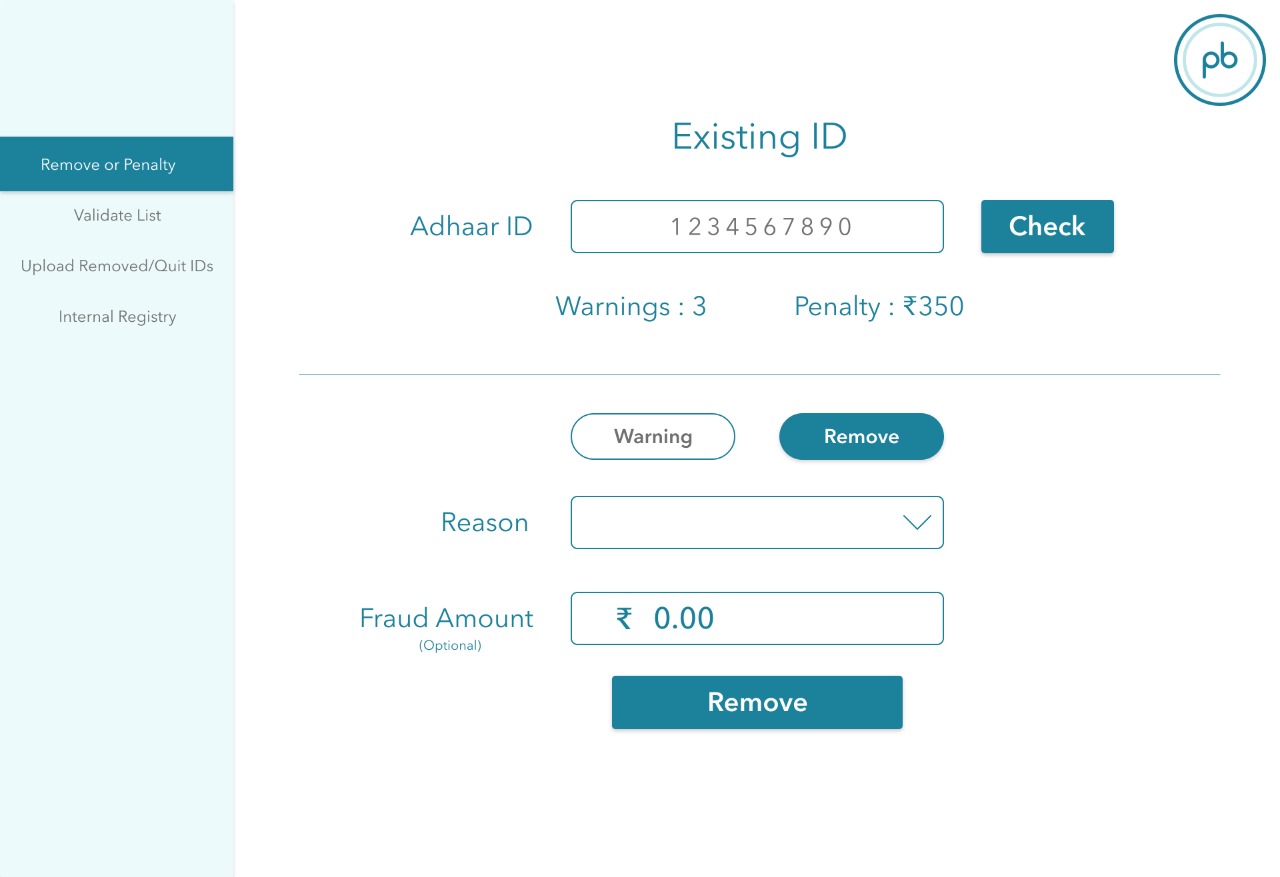 pb
Existing ID
Remove or Penalty
Validate List
Upload Removed/Quit IDs
Internal Registry
Adhaar ID 1234567890 Check
Warnings : 3 Penalty : ₹350
Warning Remove
Reason
Fraud Amount ₹ 0.00
(Optional)
Remove